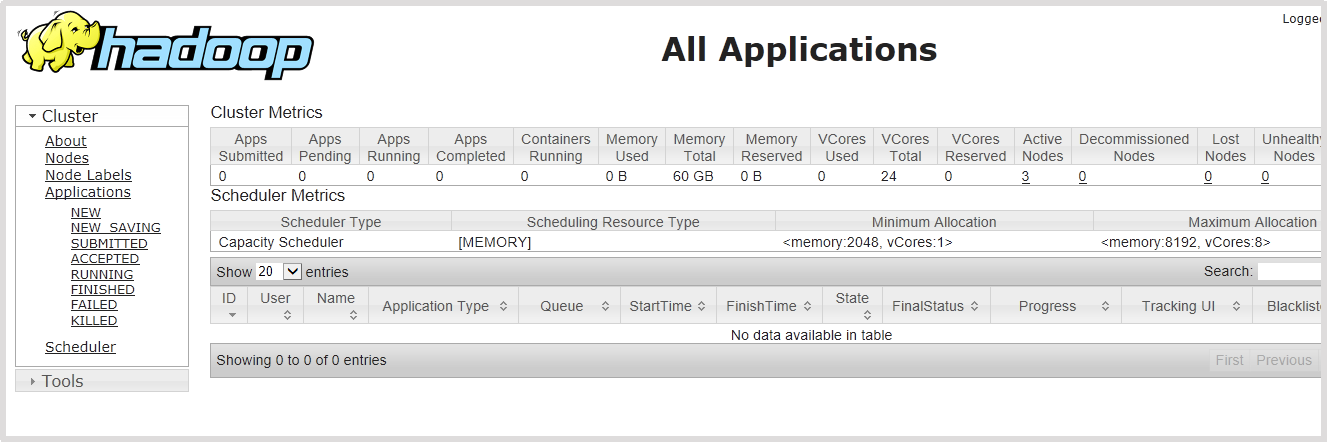 hadoop
Logged
All Applications
Cluster
About
Nodes
Node Labels
Applications
NEW
NEW_SAVING
SUBMITTED
ACCEPTED
RUNNING
FINISHED
FAILED
KILLED
Scheduler
Tools
Cluster Metrics
Apps Submitted Apps Pending Apps Running Apps Completed Containers Running Memory Used Memory Total Memory Reserved VCores Used VCores Total VCores Reserved Active Nodes Decommissioned Nodes Lost Nodes Unhealthy Nodes
0 0 0 0 0 0 B 60 GB 0 B 0 24 0 3 0 0 0
Scheduler Metrics
Scheduler Type Scheduling Resource Type Minimum Allocation Maximum Allocation
Capacity Scheduler [MEMORY] <memory:2048, vCores:1> <memory:8192, vCores:8>
Show 20 entries Search:
ID User Name Application Type Queue StartTime FinishTime State FinalStatus Progress Tracking UI Blackliste
No data available in table
Showing 0 to 0 of 0 entries First Previous